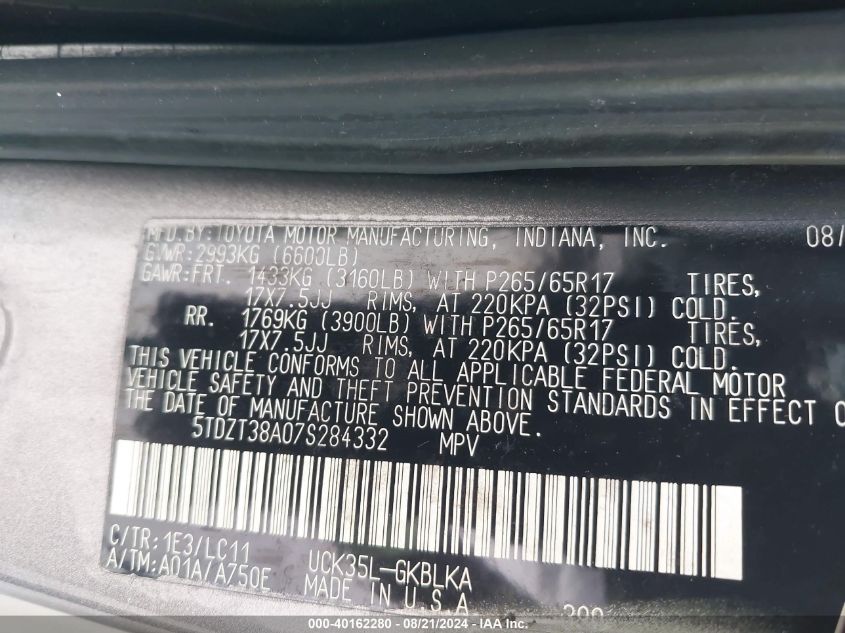 MFD.BY: TOYOTA MOTOR MANUFACTURING, INDIANA, INC. 08/
GVWR: 2993KG (6600LB)
GAWR:FRT. 1433KG (3160LB) WITH P265/65R17 TIRES,
17X7.5JJ RIMS, AT 220KPA (32PSI) COLD.
RR. 1769KG (3900LB) WITH P265/65R17 TIRES,
17X7.5JJ RIMS, AT 220KPA (32PSI) COLD.
THIS VEHICLE CONFORMS TO ALL APPLICABLE FEDERAL MOTOR
VEHICLE SAFETY AND THEFT PREVENTION STANDARDS IN EFFECT
THE DATE OF MANUFACTURE SHOWN ABOVE.
5TDZT38A07S284332 MPV
C/TR: 1E3/LC11 UCK35L-GKBLKA
A/TM: A01A/A750E MADE IN U.S.A.
000-40162280 - 08/21/2024 - IAA, Inc.